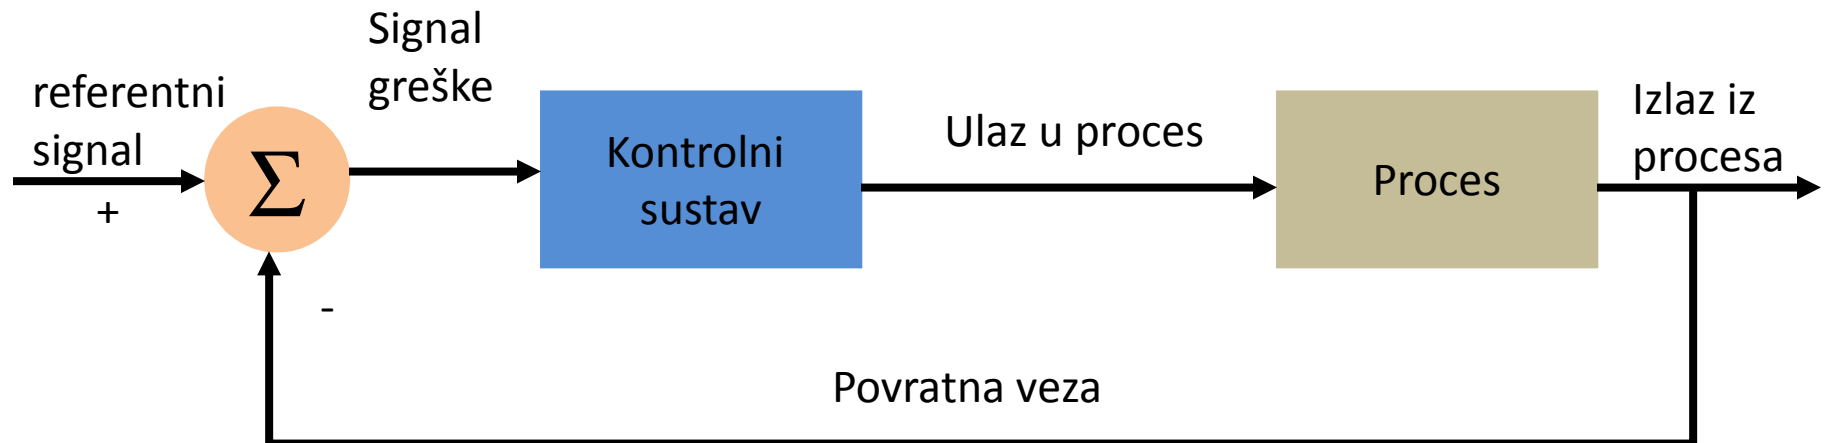 referentni
signal
+
Σ
-
Signal
greške
Kontrolni
sustav
Ulaz u proces
Proces
Izlaz iz
procesa
Povratna veza